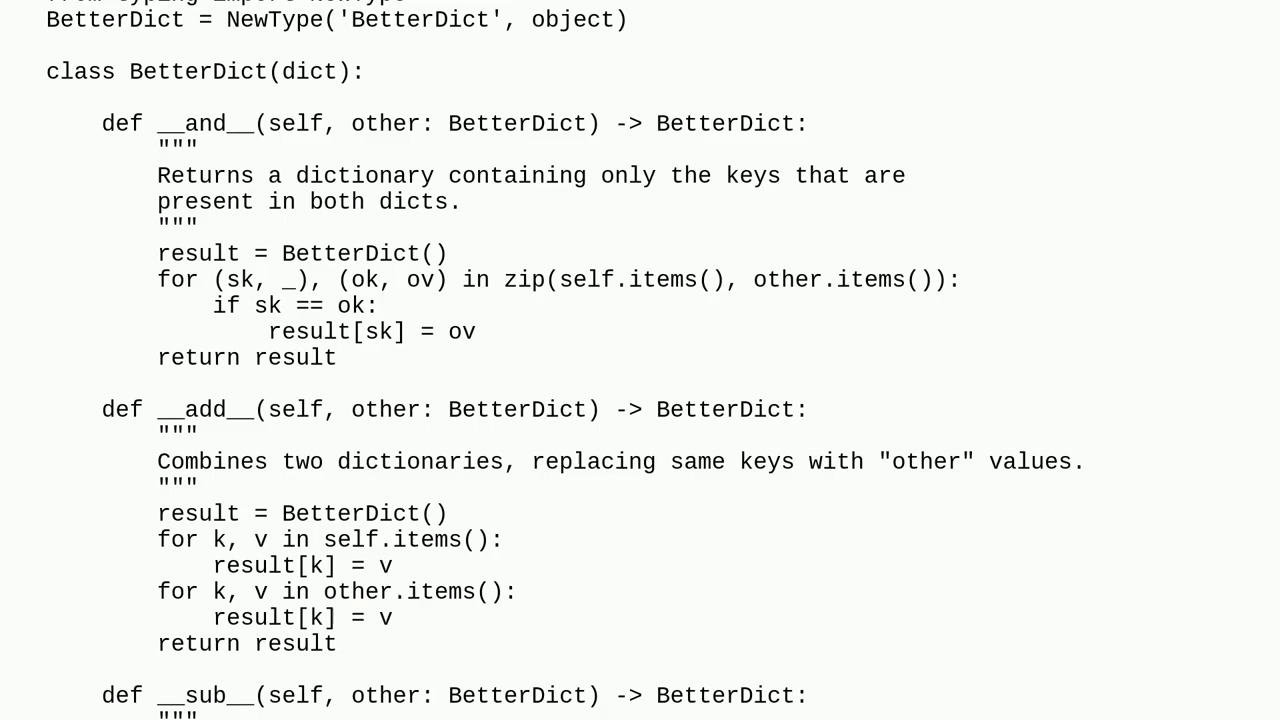 from typing import NewType
BetterDict = NewType('BetterDict', object)
class BetterDict(dict):
def __and__(self, other: BetterDict) -> BetterDict:
"""
Returns a dictionary containing only the keys that are
present in both dicts.
"""
result = BetterDict()
for (sk, _), (ok, ov) in zip(self.items(), other.items()):
if sk == ok:
result[sk] = ov
return result
def __add__(self, other: BetterDict) -> BetterDict:
"""
Combines two dictionaries, replacing same keys with "other" values.
"""
result = BetterDict()
for k, v in self.items():
result[k] = v
for k, v in other.items():
result[k] = v
return result
def __sub__(self, other: BetterDict) -> BetterDict:
"""